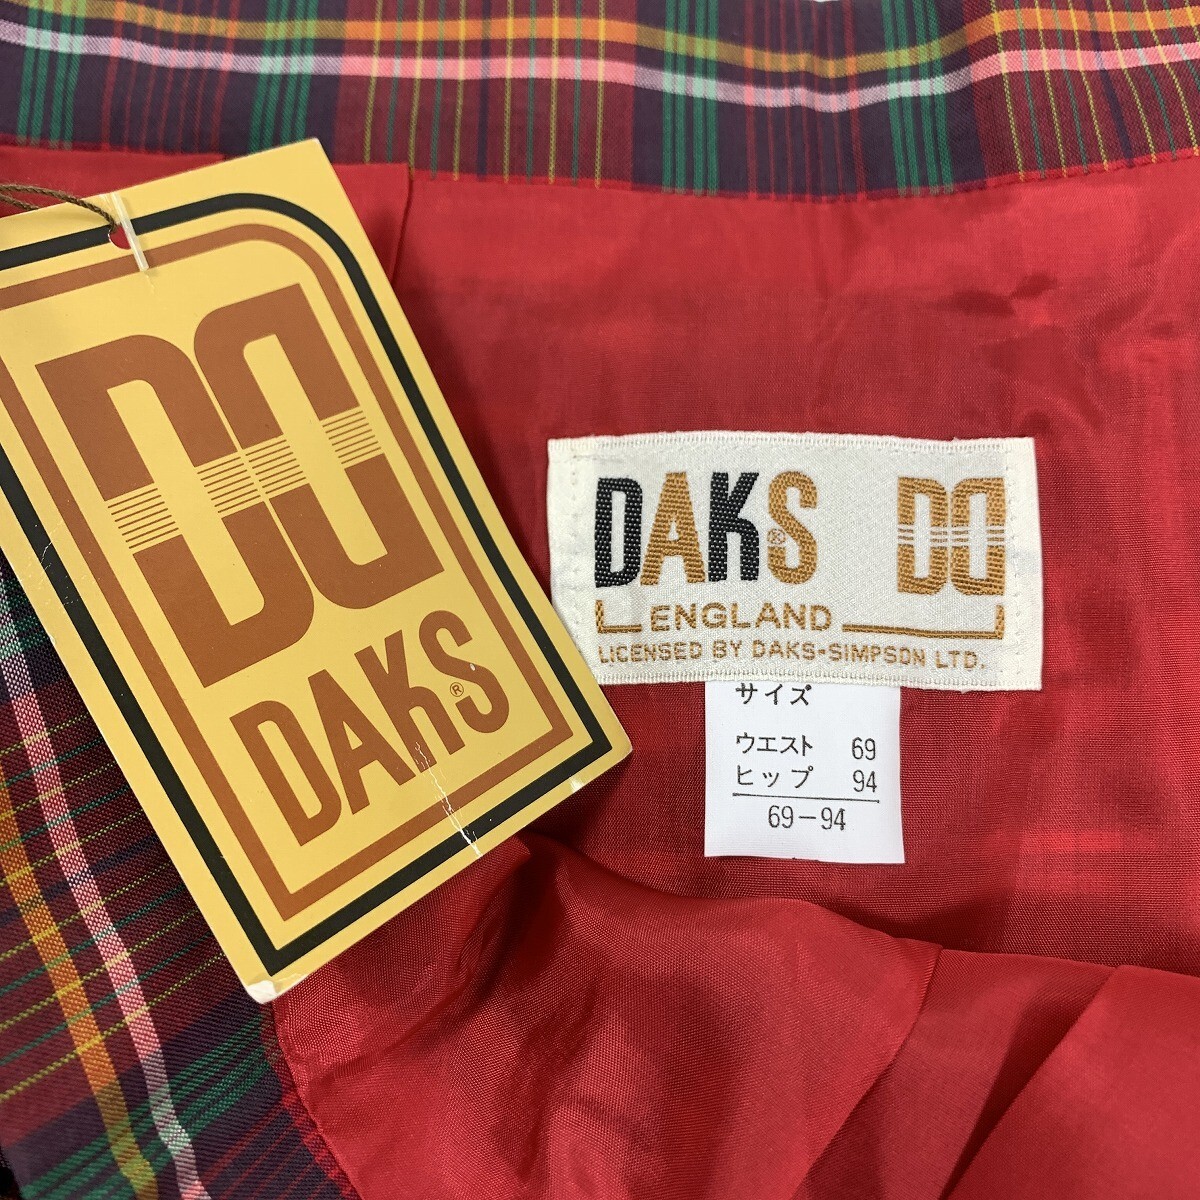 DD
DAKS®
DAK®S DD
ENGLAND
LICENSED BY DAKS-SIMPSON LTD.
サイズ
ウエスト 69
ヒップ 94
69-94